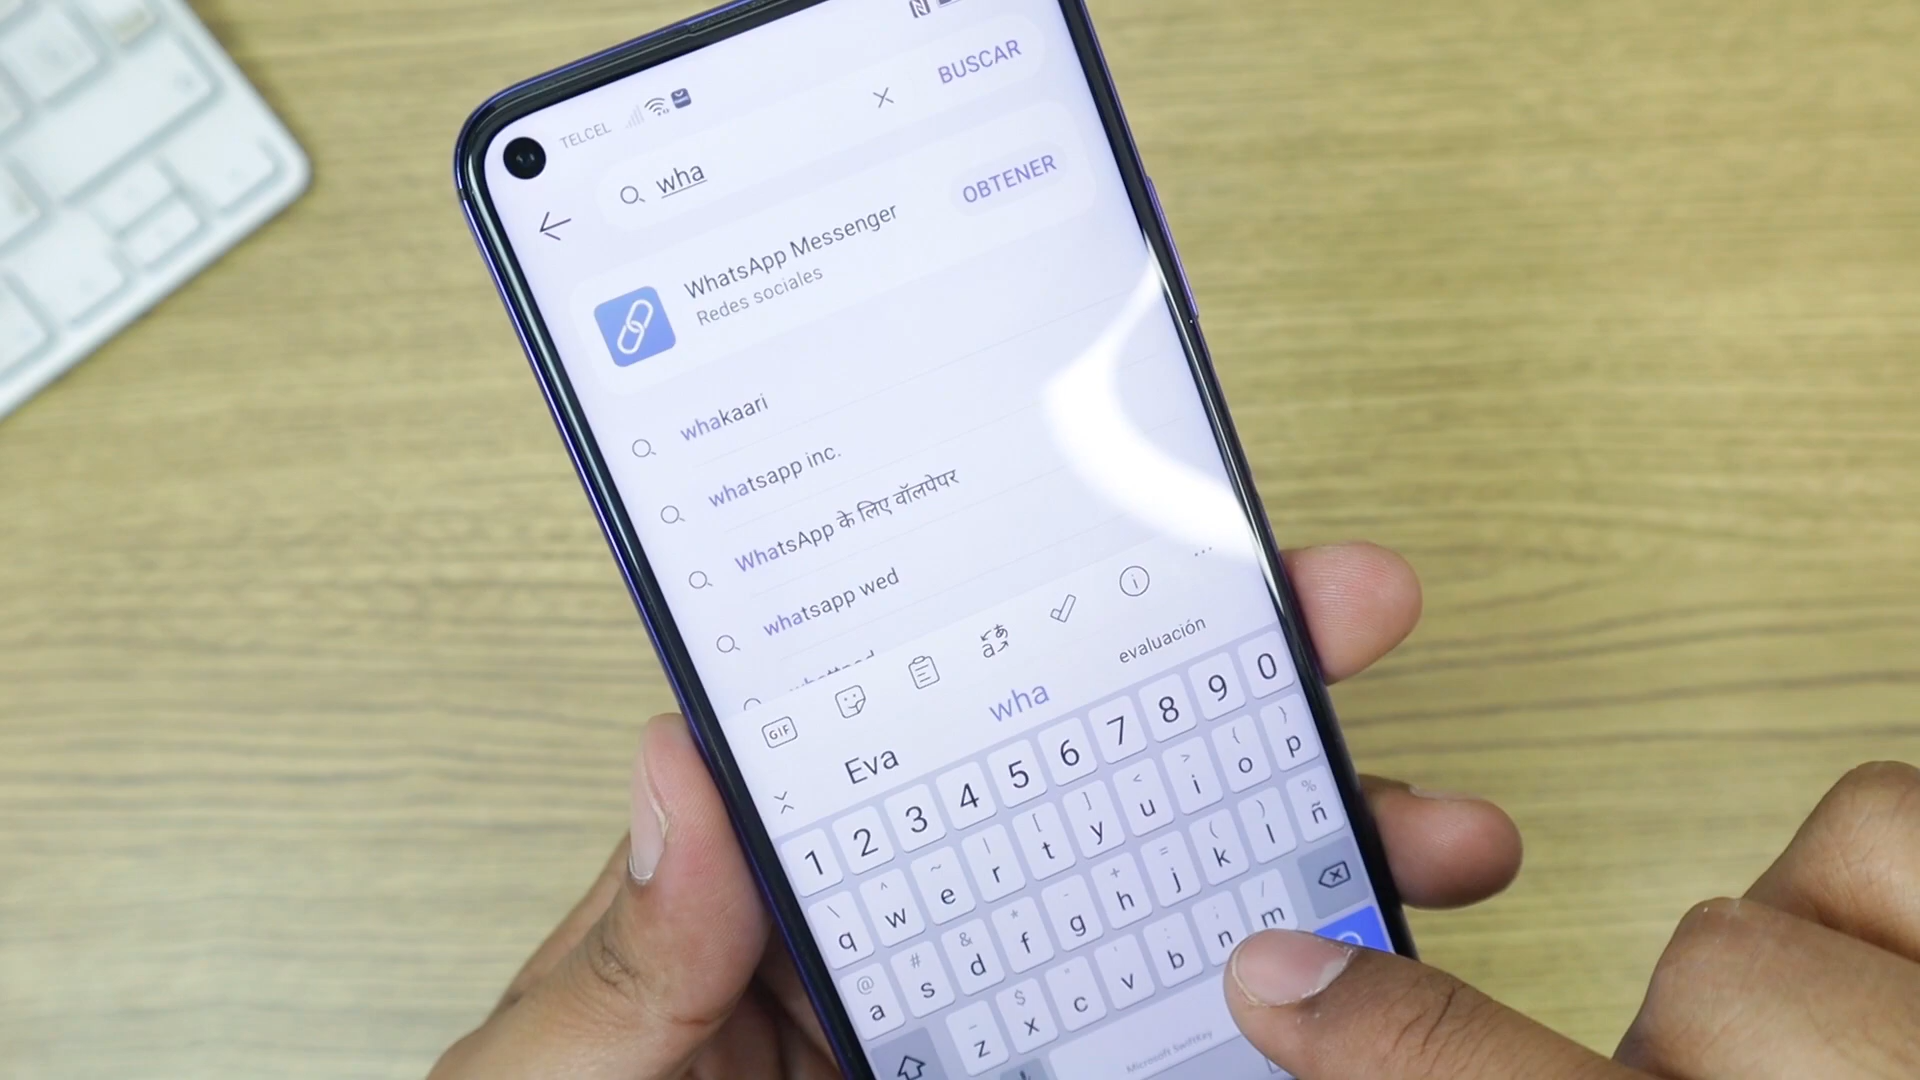 TELCEL
wha
BUSCAR
WhatsApp Messenger
Redes sociales
OBTENER
whakaari
whatsapp inc.
WhatsApp के लिए वॉलपेपर
whatsapp wed
GIF
Eva
wha
evaluación
1 2 3 4 5 6 7 8 9 0
q w e r t y u i o p
a s d f g h j k l ñ
z x c v b n m
Microsoft SwiftKey